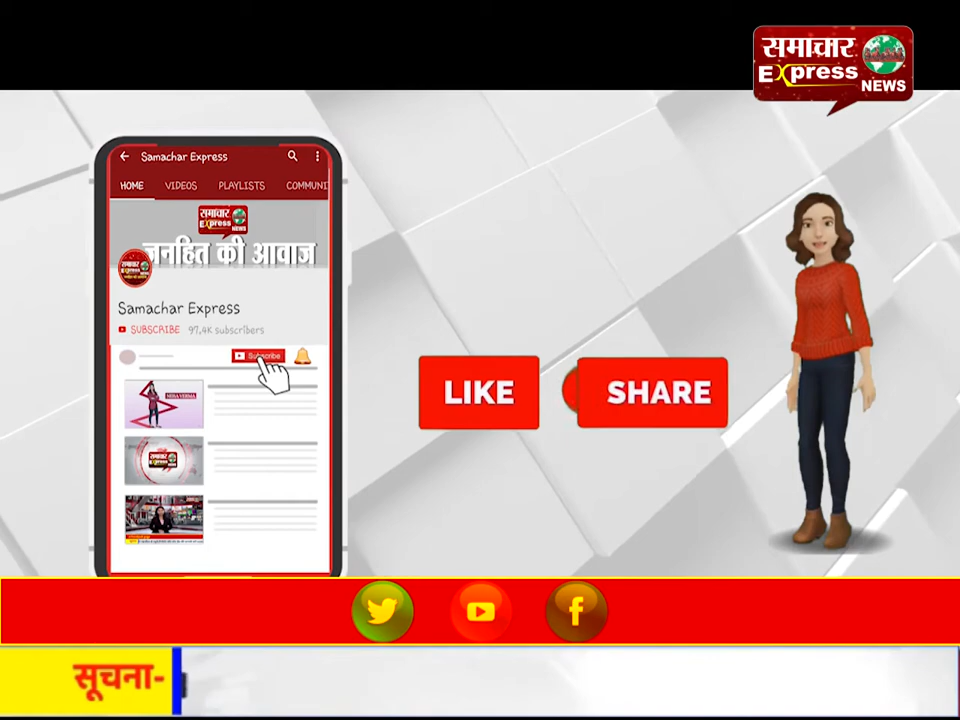 समाचार
Express
NEWS
Samachar Express
HOME VIDEOS PLAYLISTS COMMUNI
समाचार
Express
NEWS
जनहित की आवाज
Samachar Express
SUBSCRIBE 97.4K subscribers
Subscribe
LIKE
SHARE
सूचना-